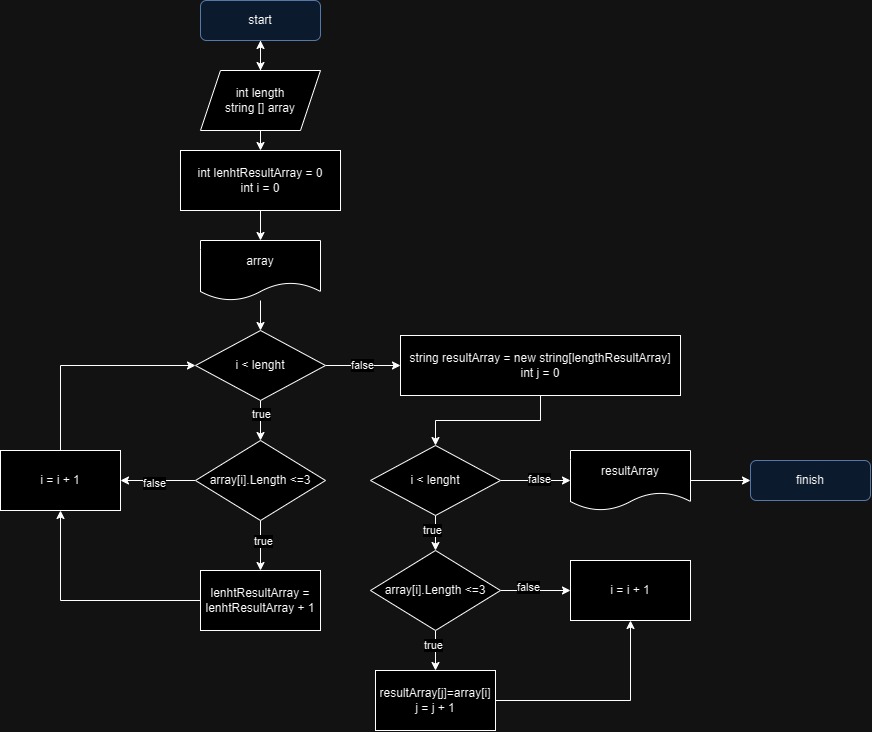 start
int length
string [] array
int lenhtResultArray = 0
int i = 0
array
i < lenght
false
string resultArray = new string[lengthResultArray]
int j = 0
true
array[i].Length <=3
false
i = i + 1
true
lenhtResultArray =
lenhtResultArray + 1
i < lenght
false
resultArray
finish
true
array[i].Length <=3
false
i = i + 1
true
resultArray[j]=array[i]
j = j + 1